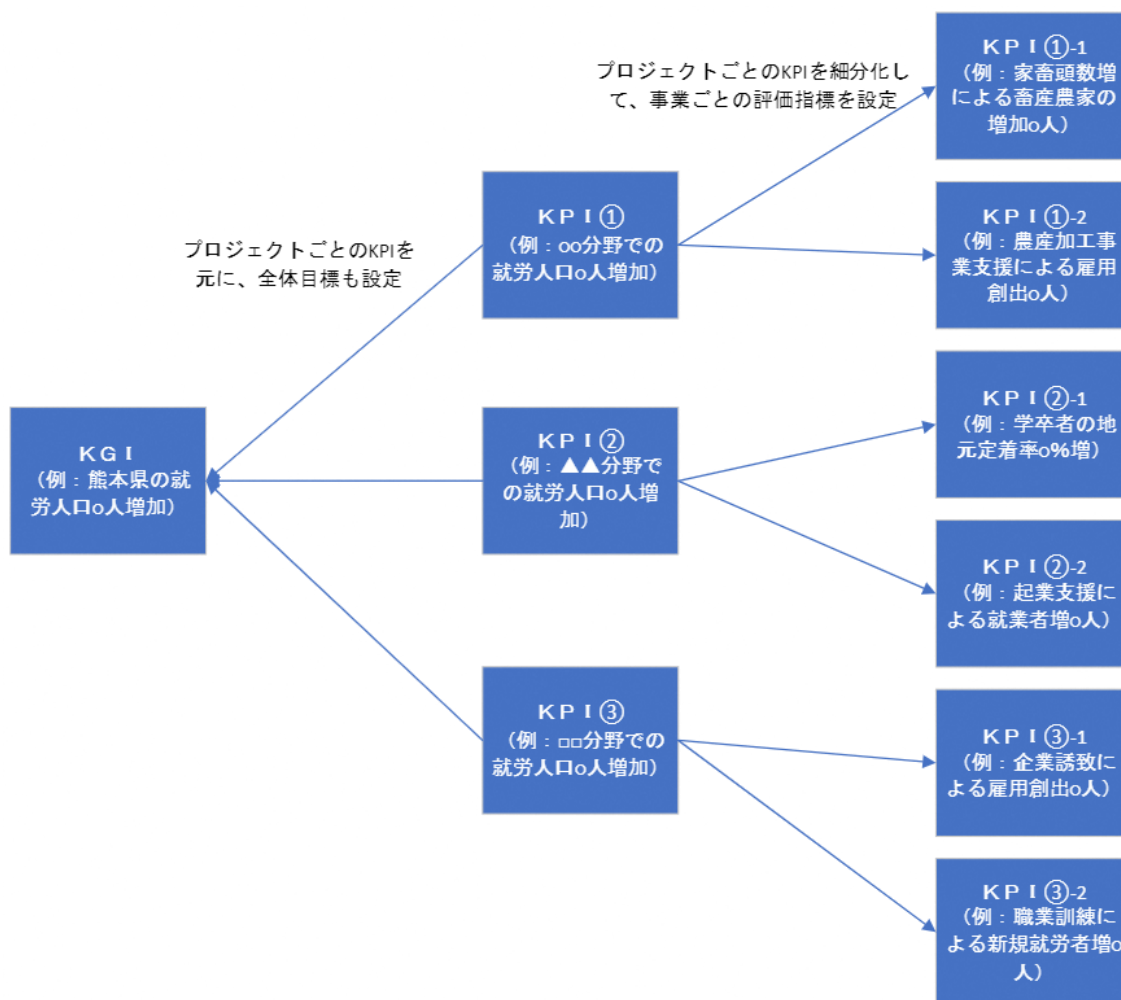 プロジェクトごとのKPIを細分化し
て、事業ごとの評価指標を設定
ＫＰＩ①-1
（例：家畜頭数増
による畜産農家の
増加o人）
ＫＰＩ①
（例：oo分野での
就労人口o人増加）
ＫＰＩ①-2
（例：農産加工事
業支援による雇用
創出o人）
プロジェクトごとのKPIを
元に、全体目標も設定
ＫＧＩ
（例：熊本県の就
労人口o人増加）
ＫＰＩ②
（例：▲▲分野で
の就労人口o人増
加）
ＫＰＩ②-1
（例：学卒者の地
元定着率o%増）
ＫＰＩ②-2
（例：起業支援に
よる就業者増o人）
ＫＰＩ③
（例：□□分野での
就労人口o人増加）
ＫＰＩ③-1
（例：企業誘致に
よる雇用創出o人）
ＫＰＩ③-2
（例：職業訓練に
よる新規就労者増o
人）